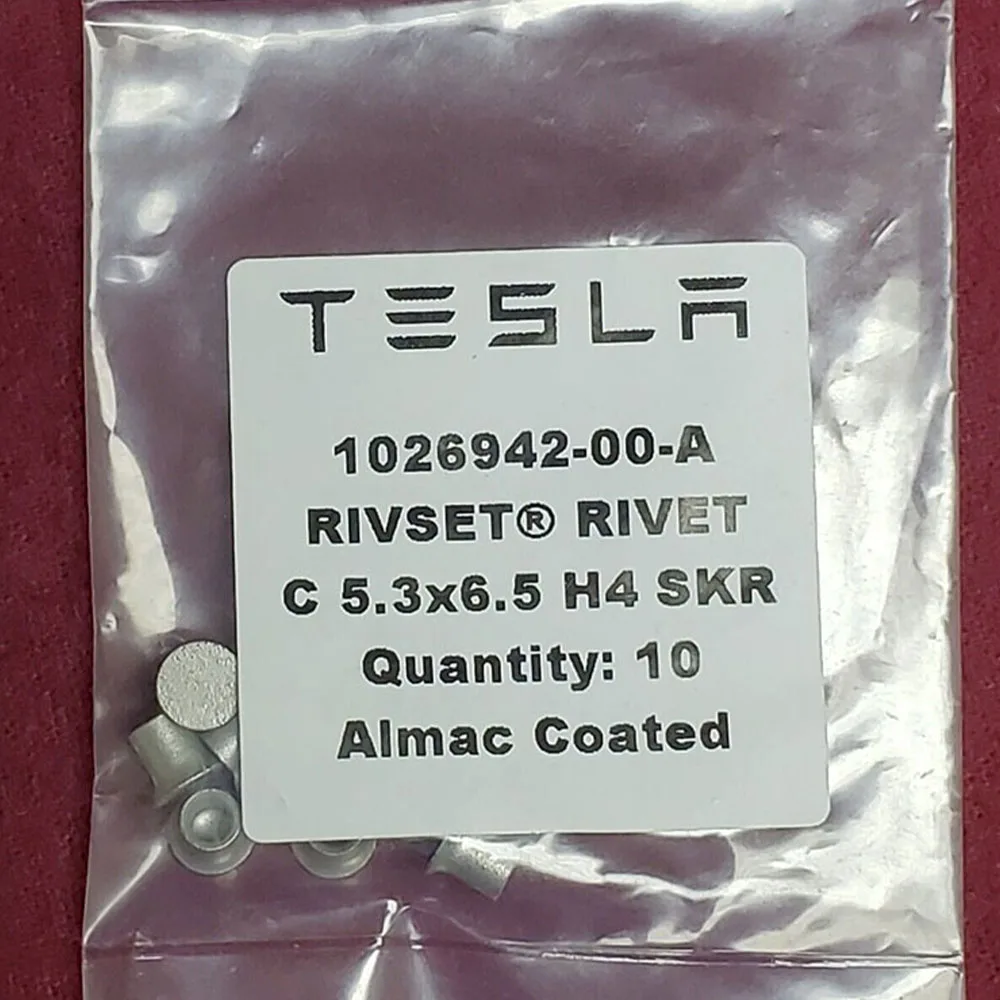 TESLA
1026942-00-A
RIVSET® RIVET
C 5.3x6.5 H4 SKR
Quantity: 10
Almac Coated